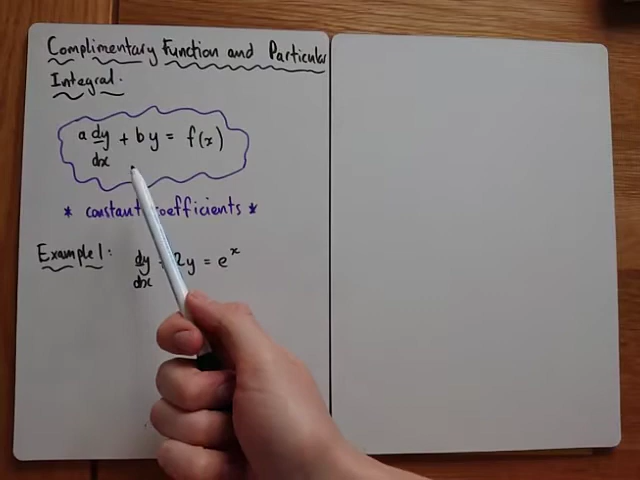 Complimentary Function and Particular
Integral.
a dy/dx + by = f(x)
* constant coefficients *
Example 1: dy/dx + 2y = e^x